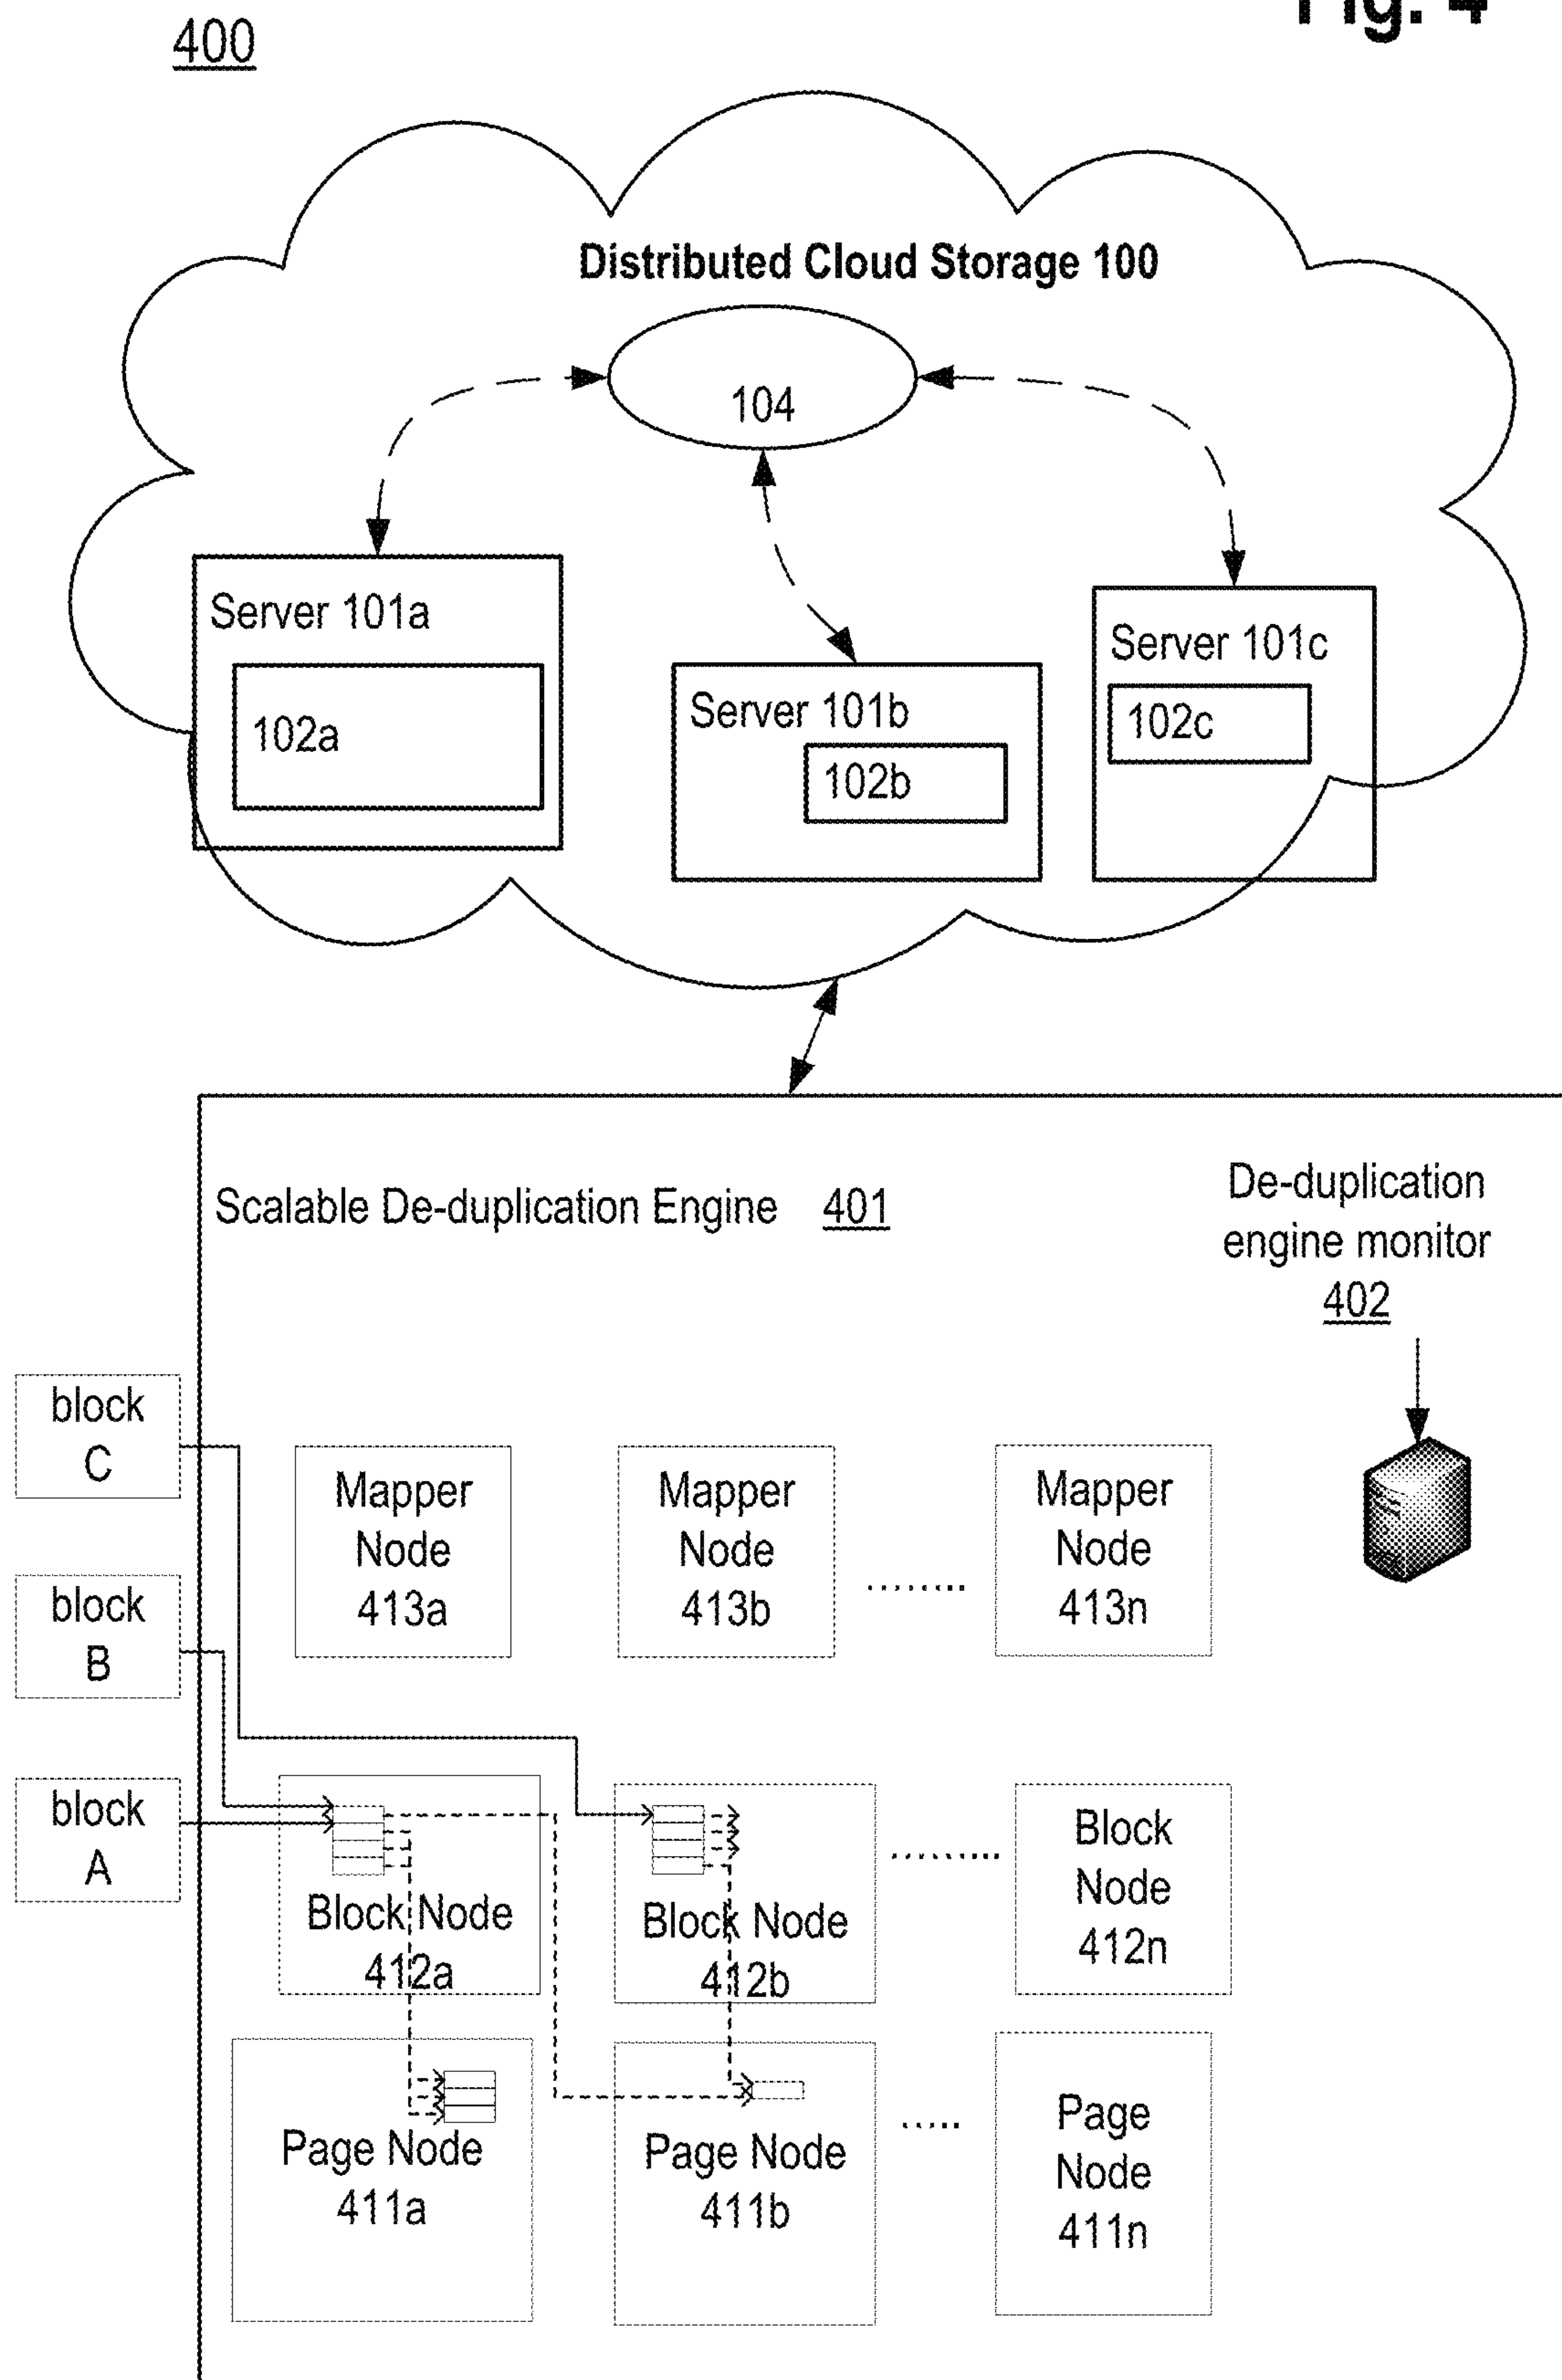 Fig. 4
400
Distributed Cloud Storage 100
104
Server 101a
102a
Server 101b
102b
Server 101c
102c
Scalable De-duplication Engine 401
De-duplication
engine monitor
402
block
C
block
B
block
A
Mapper
Node
413a
Mapper
Node
413b
Mapper
Node
413n
Block Node
412a
Block Node
412b
Block
Node
412n
Page Node
411a
Page Node
411b
Page
Node
411n